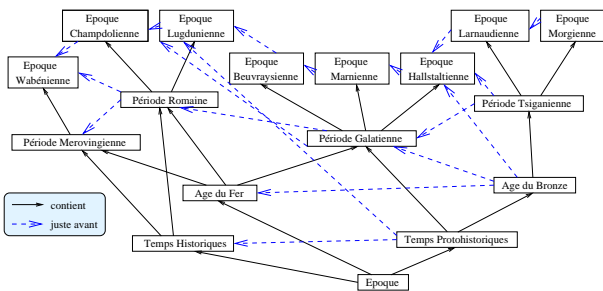 Epoque
Champdolienne
Epoque
Lugdunienne
Epoque
Larnaudienne
Epoque
Morgienne
Epoque
Wabénienne
Epoque
Beuvraysienne
Epoque
Marnienne
Epoque
Hallstaltienne
Période Romaine
Période Tsiganienne
Période Merovingienne
Période Galatienne
Age du Fer
Age du Bronze
contient
juste avant
Temps Historiques
Temps Protohistoriques
Epoque